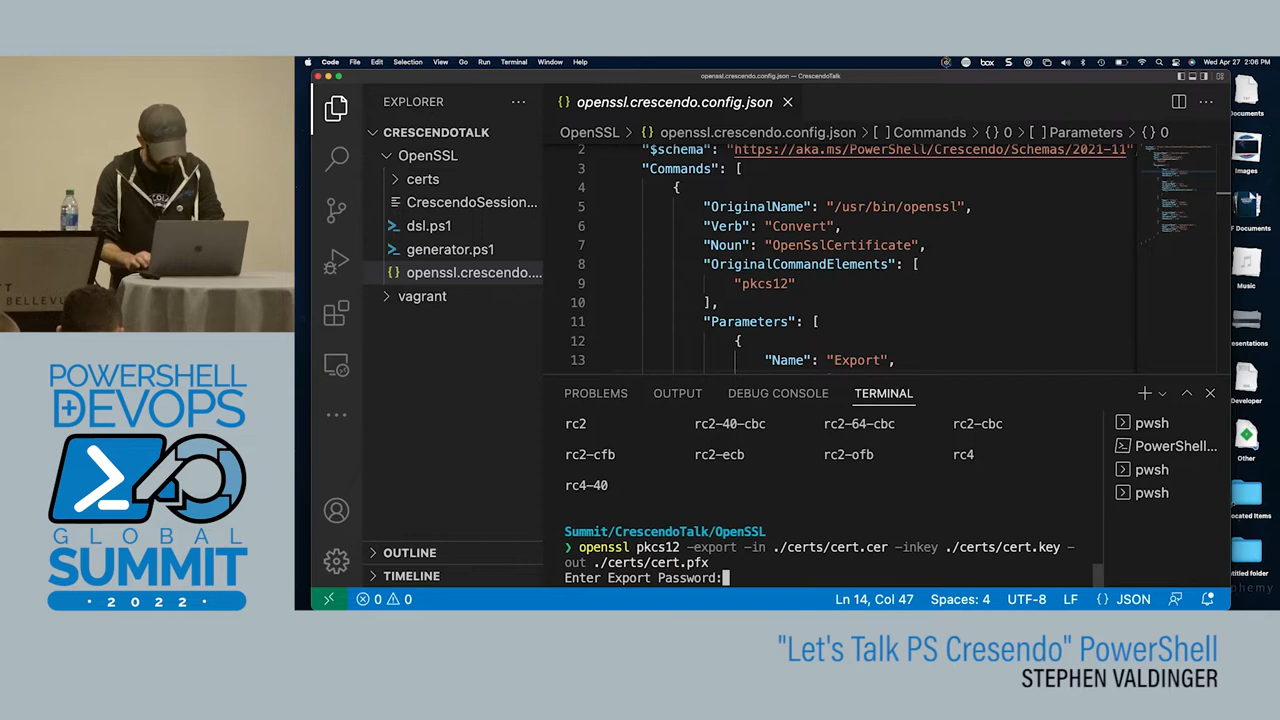 Code File Edit Selection View Go Run Terminal Window Help
box
Wed Apr 27 2:06 PM
openssl.crescendo.config.json — CrescendoTalk
EXPLORER
CRESCENDOTALK
OpenSSL
certs
CrescendoSession...
dsl.ps1
generator.ps1
{} openssl.crescendo....
vagrant
OUTLINE
TIMELINE
{} openssl.crescendo.config.json
OpenSSL > {} openssl.crescendo.config.json > [ ] Commands > {} 0 > [ ] Parameters > {} 0
2 "$schema": "https://aka.ms/PowerShell/Crescendo/Schemas/2021-11"
3 "Commands": [
4 {
5 "OriginalName": "/usr/bin/openssl",
6 "Verb": "Convert",
7 "Noun": "OpenSslCertificate",
8 "OriginalCommandElements": [
9 "pkcs12"
10 ],
11 "Parameters": [
12 {
13 "Name": "Export",
PROBLEMS OUTPUT DEBUG CONSOLE TERMINAL
rc2 rc2-40-cbc rc2-64-cbc rc2-cbc
rc2-cfb rc2-ecb rc2-ofb rc4
rc4-40
Summit/CrescendoTalk/OpenSSL
❯ openssl pkcs12 -export -in ./certs/cert.cer -inkey ./certs/cert.key -
out ./certs/cert.pfx
Enter Export Password:
pwsh
PowerShell...
pwsh
pwsh
0 0
Ln 14, Col 47 Spaces: 4 UTF-8 LF {} JSON
Documents
Images
Music
Developer
Other
BELLEVU
POWERSHELL
DEVOPS
GLOBAL
SUMMIT
· 2022 ·
"Let's Talk PS Cresendo" PowerShell
STEPHEN VALDINGER